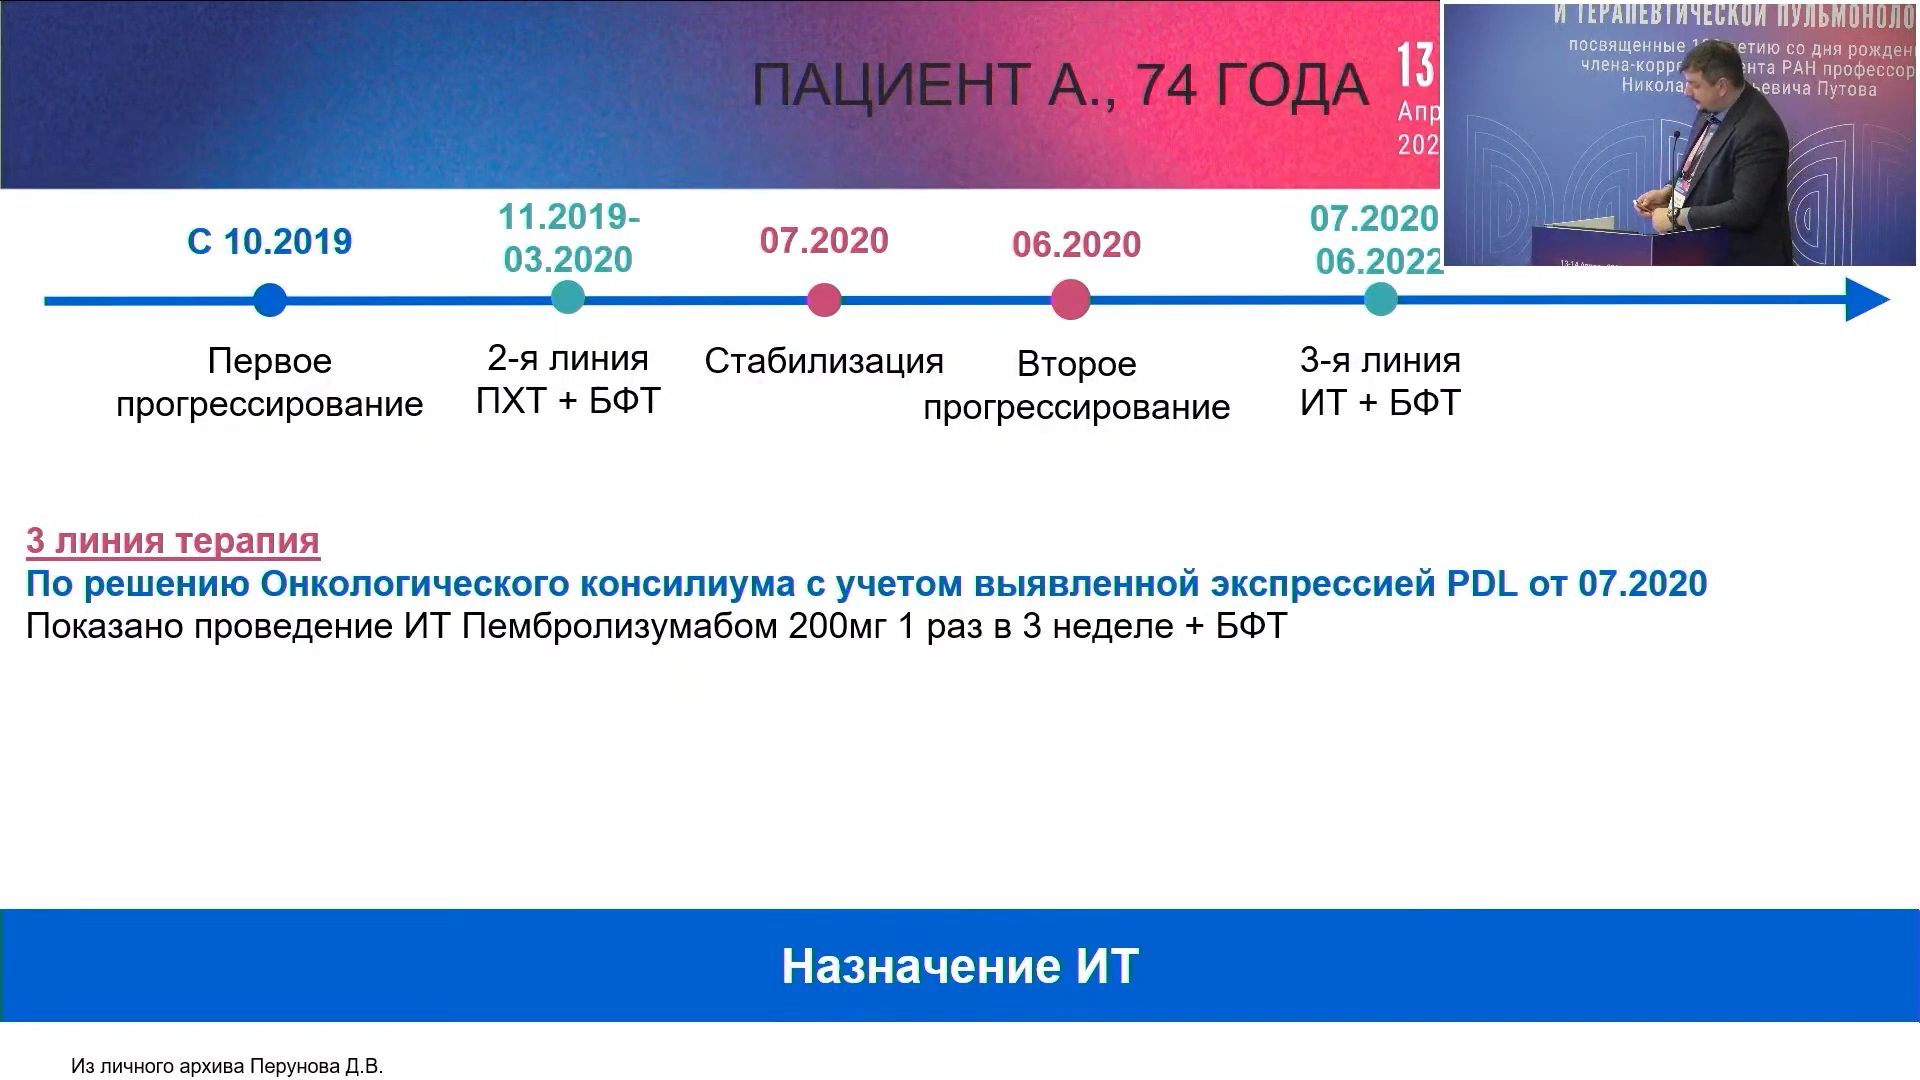 ПАЦИЕНТ А., 74 ГОДА
13
Апр
202
И ТЕРАПЕВТИЧЕСКОЙ ПУЛЬМОНОЛО
посвященные летию со дня рожден
члена-корре ента РАН профессор
Никола ьевича Путова
С 10.2019
11.2019-
03.2020
07.2020
06.2020
07.2020
06.2022
Первое
прогрессирование
2-я линия
ПХТ + БФТ
Стабилизация
Второе
прогрессирование
3-я линия
ИТ + БФТ
3 линия терапия
По решению Онкологического консилиума с учетом выявленной экспрессией PDL от 07.2020
Показано проведение ИТ Пембролизумабом 200мг 1 раз в 3 неделе + БФТ
Назначение ИТ
Из личного архива Перунова Д.В.